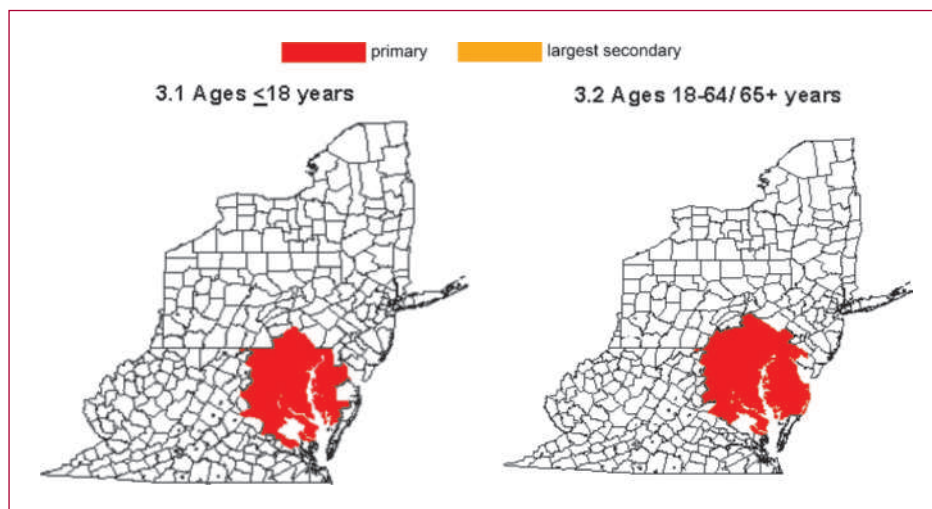 primary
largest secondary
3.1 Ages ≤18 years
3.2 Ages 18-64/ 65+ years